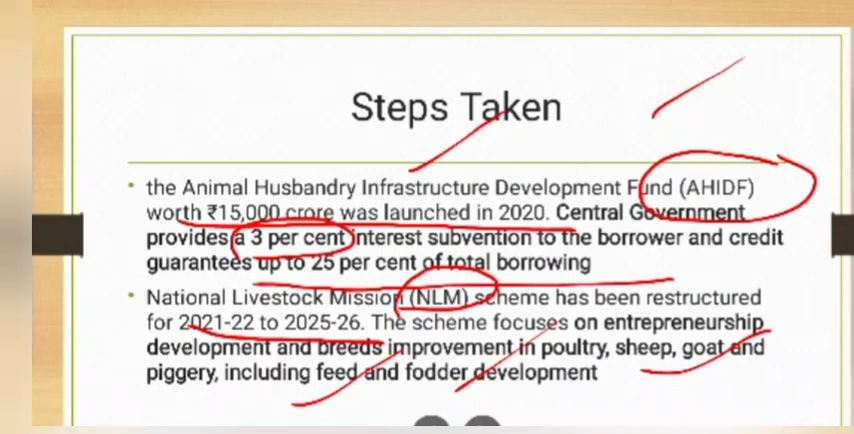 Steps Taken
• the Animal Husbandry Infrastructure Development Fund (AHIDF)
worth ₹15,000 crore was launched in 2020. Central Government
provides a 3 per cent interest subvention to the borrower and credit
guarantees up to 25 per cent of total borrowing
• National Livestock Mission (NLM) scheme has been restructured
for 2021-22 to 2025-26. The scheme focuses on entrepreneurship
development and breeds improvement in poultry, sheep, goat and
piggery, including feed and fodder development